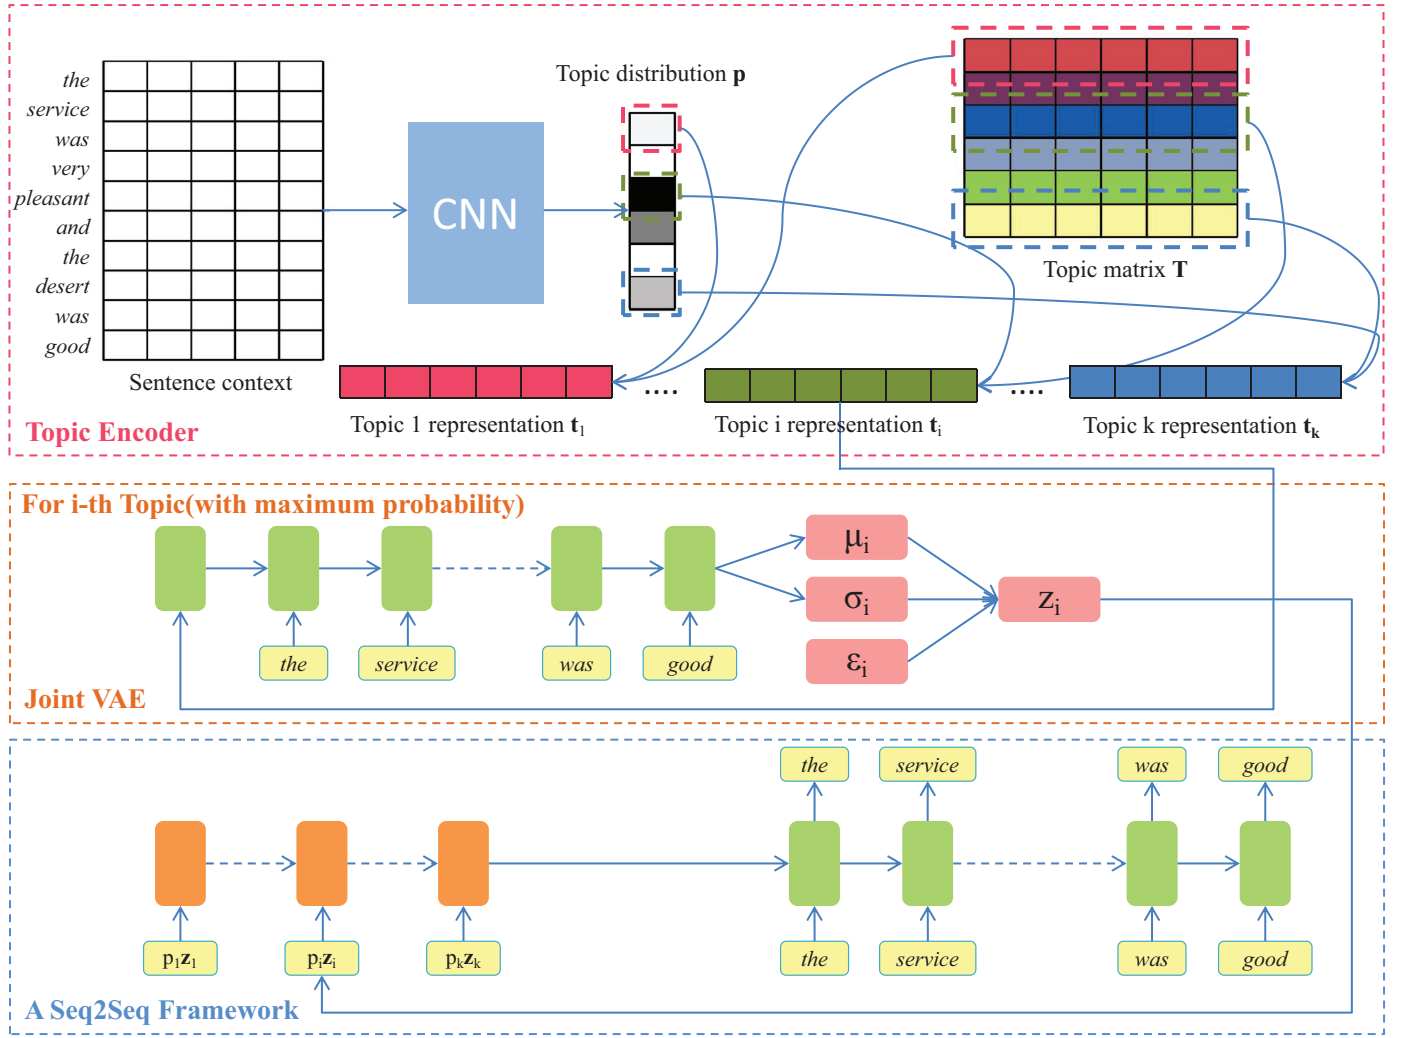 the
service
was
very
pleasant
and
the
desert
was
good
Sentence context
CNN
Topic distribution p
Topic matrix T
Topic 1 representation t1
....
Topic i representation ti
....
Topic k representation tk
Topic Encoder
For i-th Topic(with maximum probability)
the
service
was
good
μi
σi
εi
zi
Joint VAE
the
service
was
good
p1z1
pizi
pkzk
the
service
was
good
A Seq2Seq Framework